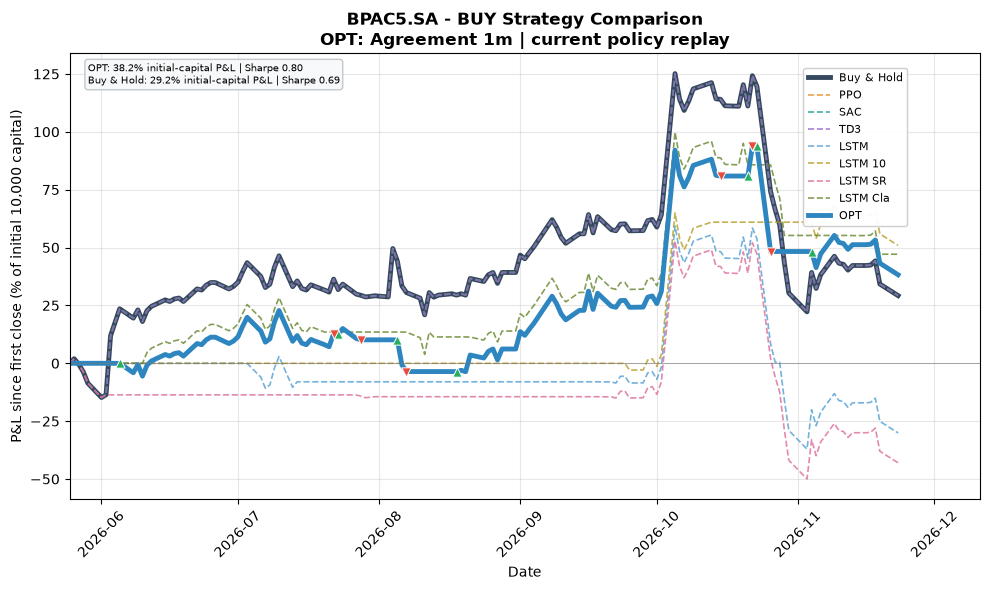 BPAC5.SA - BUY Strategy Comparison
OPT: Agreement 1m | current policy replay
OPT: 38.2% initial-capital P&L | Sharpe 0.80
Buy & Hold: 29.2% initial-capital P&L | Sharpe 0.69
Buy & Hold
PPO
SAC
TD3
LSTM
LSTM 10
LSTM SR
LSTM Cla
OPT
P&L since first close (% of initial 10,000 capital)
125
100
75
50
25
0
−25
−50
2026-06
2026-07
2026-08
2026-09
2026-10
2026-11
2026-12
Date